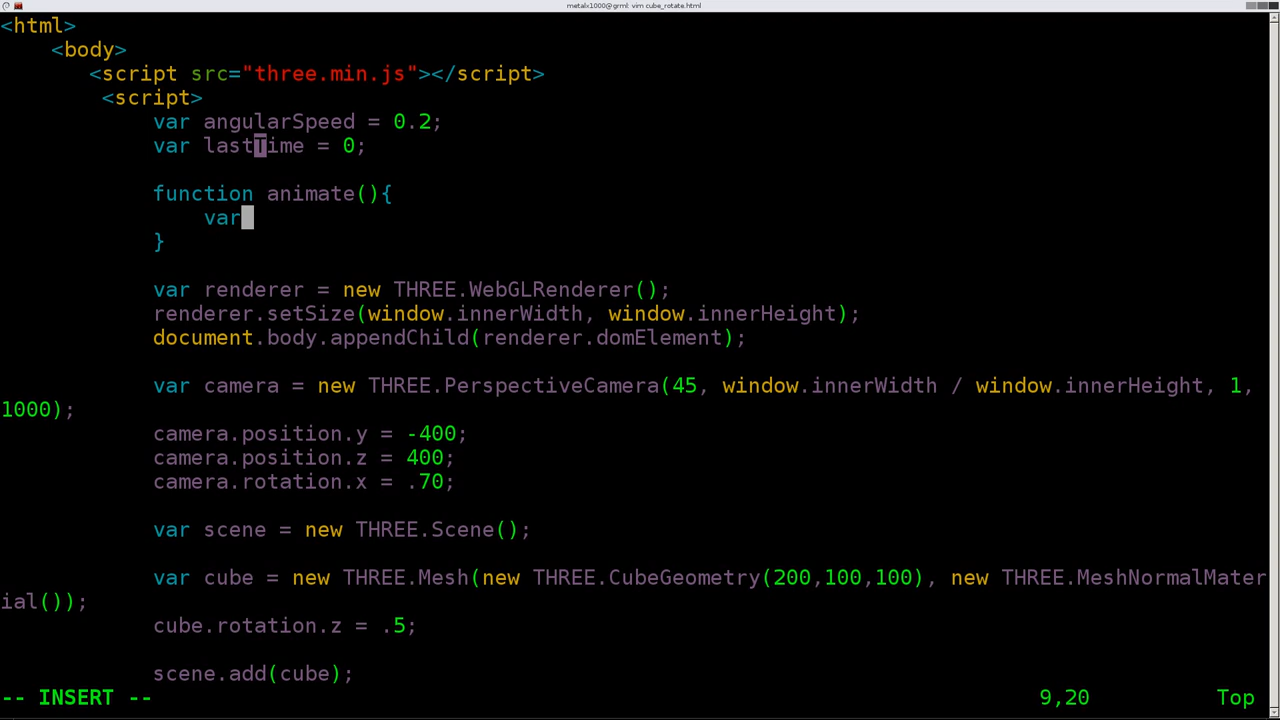 metalx1000@grml: vim cube_rotate.html
<html>
    <body>
       <script src="three.min.js"></script>
        <script>
            var angularSpeed = 0.2;
            var lastTime = 0;

            function animate(){
                var
            }

            var renderer = new THREE.WebGLRenderer();
            renderer.setSize(window.innerWidth, window.innerHeight);
            document.body.appendChild(renderer.domElement);

            var camera = new THREE.PerspectiveCamera(45, window.innerWidth / window.innerHeight, 1,
1000);
            camera.position.y = -400;
            camera.position.z = 400;
            camera.rotation.x = .70;

            var scene = new THREE.Scene();

            var cube = new THREE.Mesh(new THREE.CubeGeometry(200,100,100), new THREE.MeshNormalMater
ial());
            cube.rotation.z = .5;

            scene.add(cube);
-- INSERT -- 9,20 Top